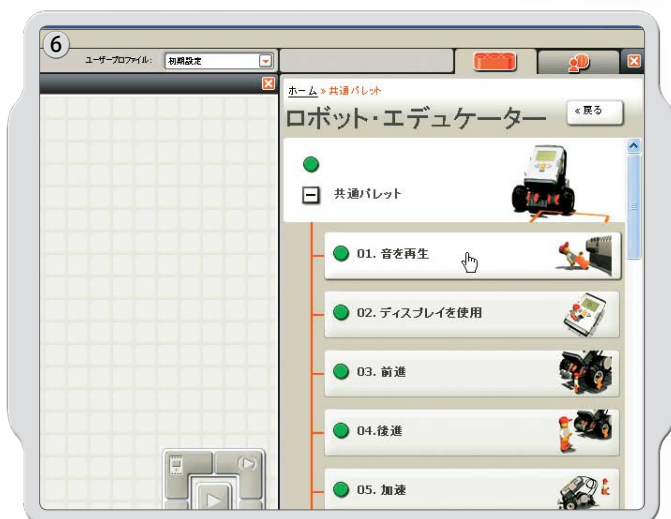 6
ユーザープロファイル: 初期設定
ホーム » 共通パレット
ロボット・エデュケーター
«戻る
共通パレット
01. 音を再生
02. ディスプレイを使用
03. 前進
04.後進
05. 加速